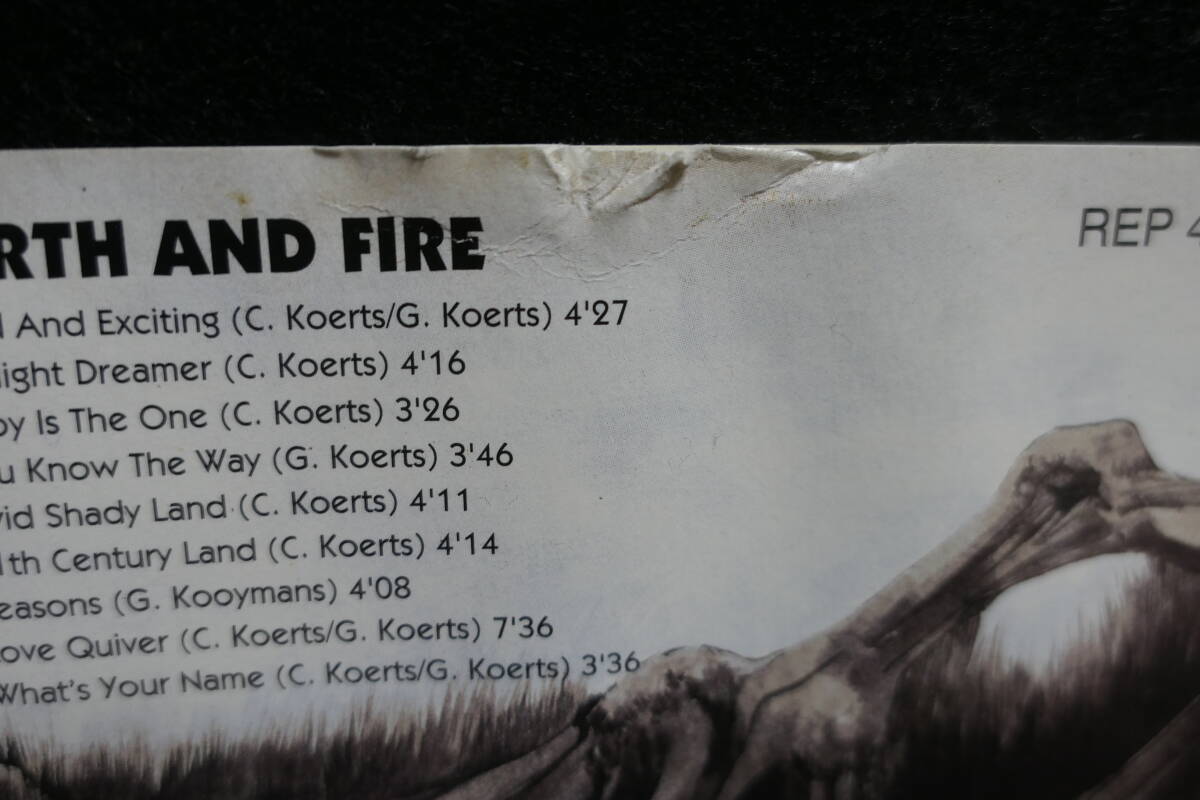 RTH AND FIRE
REP 4
And Exciting (C. Koerts/G. Koerts) 4'27
ight Dreamer (C. Koerts) 4'16
y Is The One (C. Koerts) 3'26
u Know The Way (G. Koerts) 3'46
vid Shady Land (C. Koerts) 4'11
1th Century Land (C. Koerts) 4'14
easons (G. Kooymans) 4'08
ove Quiver (C. Koerts/G. Koerts) 7'36
What's Your Name (C. Koerts/G. Koerts) 3'36